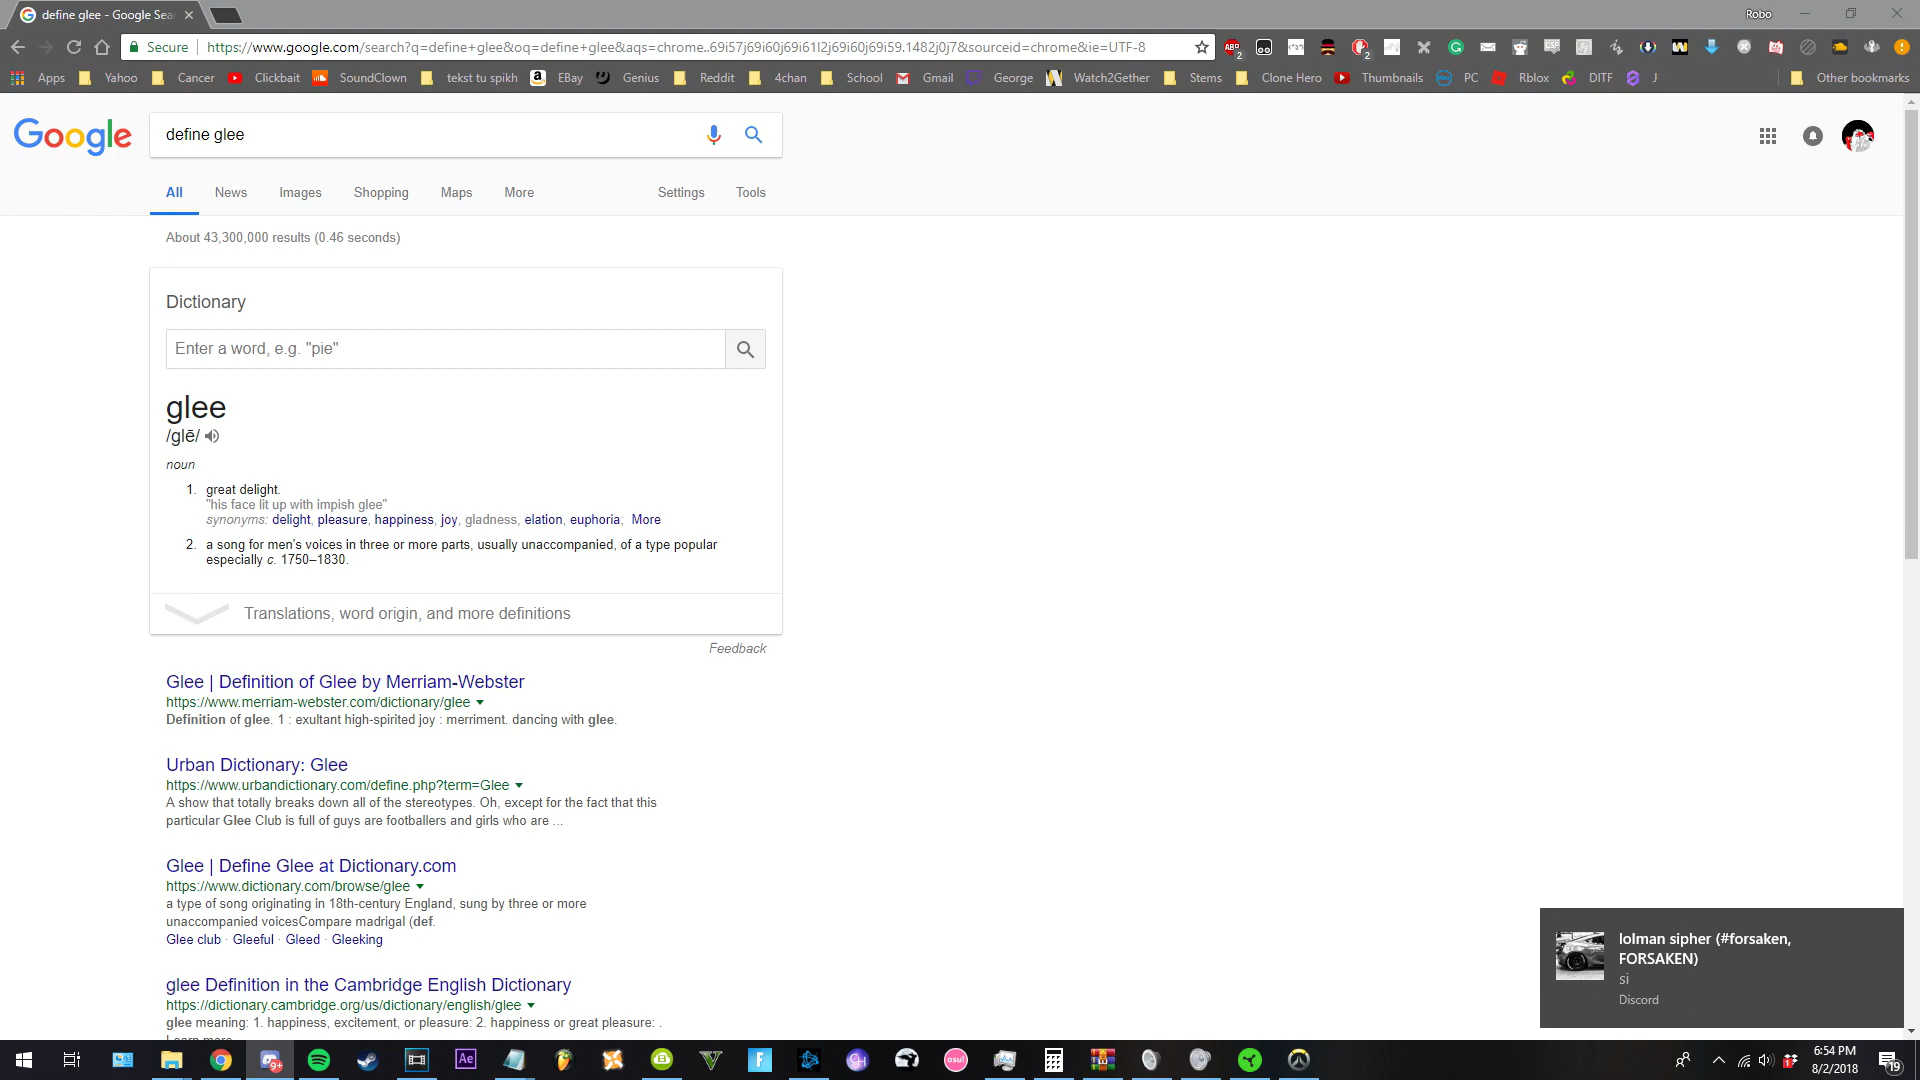 define glee - Google Sea
Robo
Secure
https://www.google.com/search?q=define+glee&oq=define+glee&aqs=chrome..69i57j69i60j69i61l2j69i60j69i59.1482j0j7&sourceid=chrome&ie=UTF-8
Apps Yahoo Cancer Clickbait SoundClown tekst tu spikh EBay Genius Reddit 4chan School Gmail George Watch2Gether Stems Clone Hero Thumbnails PC Rblox DITF J Other bookmarks
Google
define glee
All News Images Shopping Maps More Settings Tools
About 43,300,000 results (0.46 seconds)
Dictionary
Enter a word, e.g. "pie"
glee
/ɡlē/
noun
1. great delight.
"his face lit up with impish glee"
synonyms: delight, pleasure, happiness, joy, gladness, elation, euphoria; More
2. a song for men's voices in three or more parts, usually unaccompanied, of a type popular
especially c. 1750–1830.
Translations, word origin, and more definitions
Feedback
Glee | Definition of Glee by Merriam-Webster
https://www.merriam-webster.com/dictionary/glee
Definition of glee. 1 : exultant high-spirited joy : merriment. dancing with glee.
Urban Dictionary: Glee
https://www.urbandictionary.com/define.php?term=Glee
A show that totally breaks down all of the stereotypes. Oh, except for the fact that this
particular Glee Club is full of guys are footballers and girls who are ...
Glee | Define Glee at Dictionary.com
https://www.dictionary.com/browse/glee
a type of song originating in 18th-century England, sung by three or more
unaccompanied voicesCompare madrigal (def.
Glee club · Gleeful · Gleed · Gleeking
glee Definition in the Cambridge English Dictionary
https://dictionary.cambridge.org/us/dictionary/english/glee
glee meaning: 1. happiness, excitement, or pleasure: 2. happiness or great pleasure: .
Learn more
lolman sipher (#forsaken,
FORSAKEN)
si
Discord
6:54 PM
8/2/2018
19